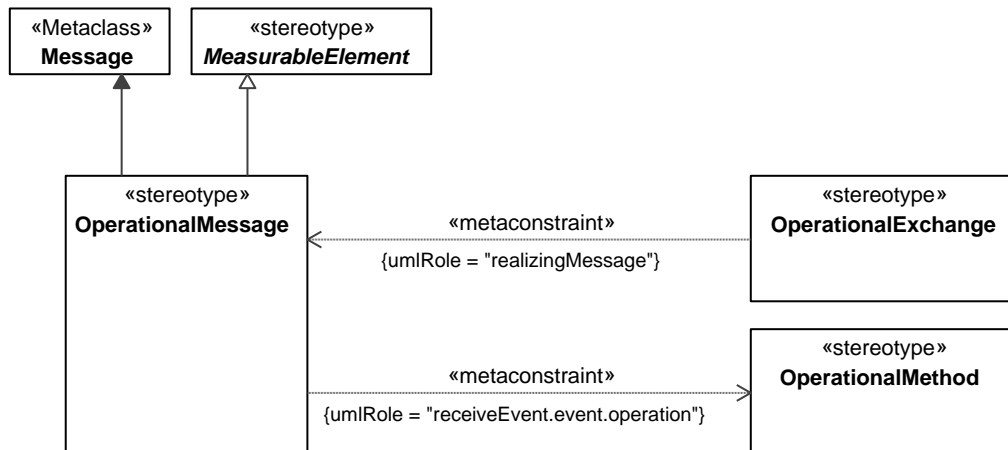 «Metaclass»
Message
«stereotype»
MeasurableElement
«stereotype»
OperationalMessage
«metaconstraint»
{umlRole = "realizingMessage"}
«stereotype»
OperationalExchange
«metaconstraint»
{umlRole = "receiveEvent.event.operation"}
«stereotype»
OperationalMethod